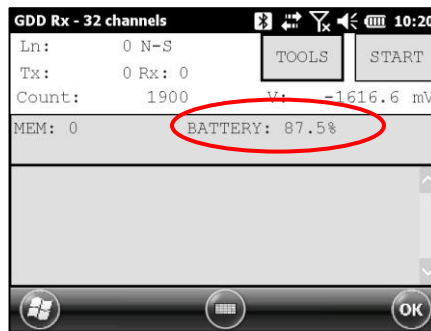 GDD Rx - 32 channels 10:20
Ln: 0 N-S
TOOLS START
Tx: 0 Rx: 0
Count: 1900 V: -1616.6 mV
MEM: 0 BATTERY: 87.5%
OK